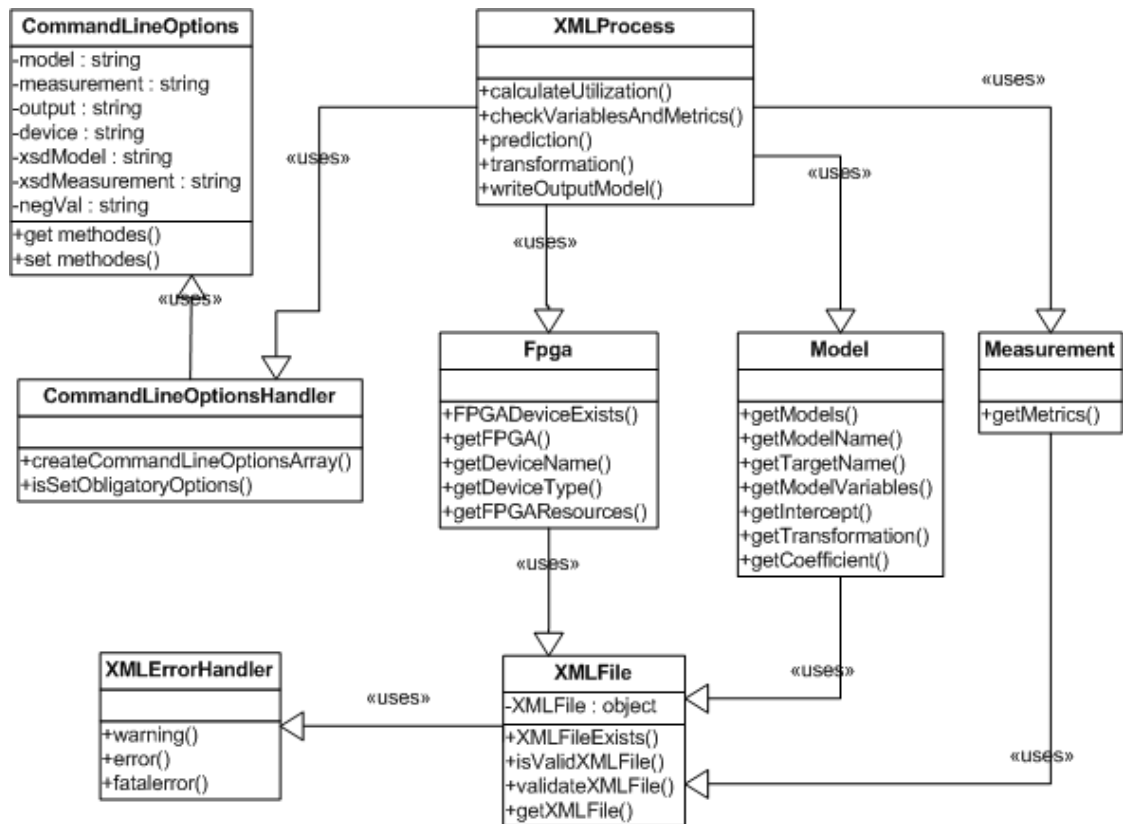 CommandLineOptions
-model : string
-measurement : string
-output : string
-device : string
-xsdModel : string
-xsdMeasurement : string
-negVal : string
+get methodes()
+set methodes()
«uses»
CommandLineOptionsHandler
+createCommandLineOptionsArray()
+isSetObligatoryOptions()
«uses»
XMLProcess
+calculateUtilization()
+checkVariablesAndMetrics()
+prediction()
+transformation()
+writeOutputModel()
«uses»
«uses»
«uses»
Fpga
+FPGADeviceExists()
+getFPGA()
+getDeviceName()
+getDeviceType()
+getFPGAResources()
«uses»
Model
+getModels()
+getModelName()
+getTargetName()
+getModelVariables()
+getIntercept()
+getTransformation()
+getCoefficient()
«uses»
Measurement
+getMetrics()
«uses»
XMLErrorHandler
+warning()
+error()
+fatalerror()
«uses»
XMLFile
-XMLFile : object
+XMLFileExists()
+isValidXMLFile()
+validateXMLFile()
+getXMLFile()